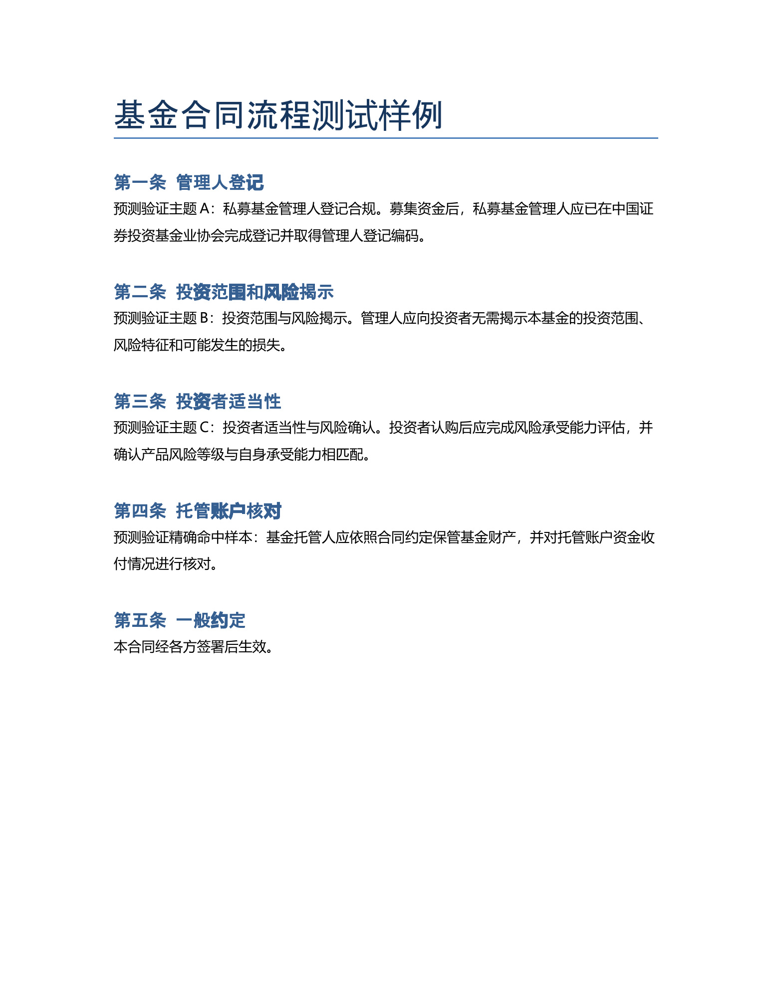 基金合同流程测试样例
第一条 管理人登记
预测验证主题 A：私募基金管理人登记合规。募集资金后，私募基金管理人应已在中国证
券投资基金业协会完成登记并取得管理人登记编码。
第二条 投资范围和风险揭示
预测验证主题 B：投资范围与风险揭示。管理人应向投资者无需揭示本基金的投资范围、
风险特征和可能发生的损失。
第三条 投资者适当性
预测验证主题 C：投资者适当性与风险确认。投资者认购后应完成风险承受能力评估，并
确认产品风险等级与自身承受能力相匹配。
第四条 托管账户核对
预测验证精确命中样本：基金托管人应依照合同约定保管基金财产，并对托管账户资金收
付情况进行核对。
第五条 一般约定
本合同经各方签署后生效。